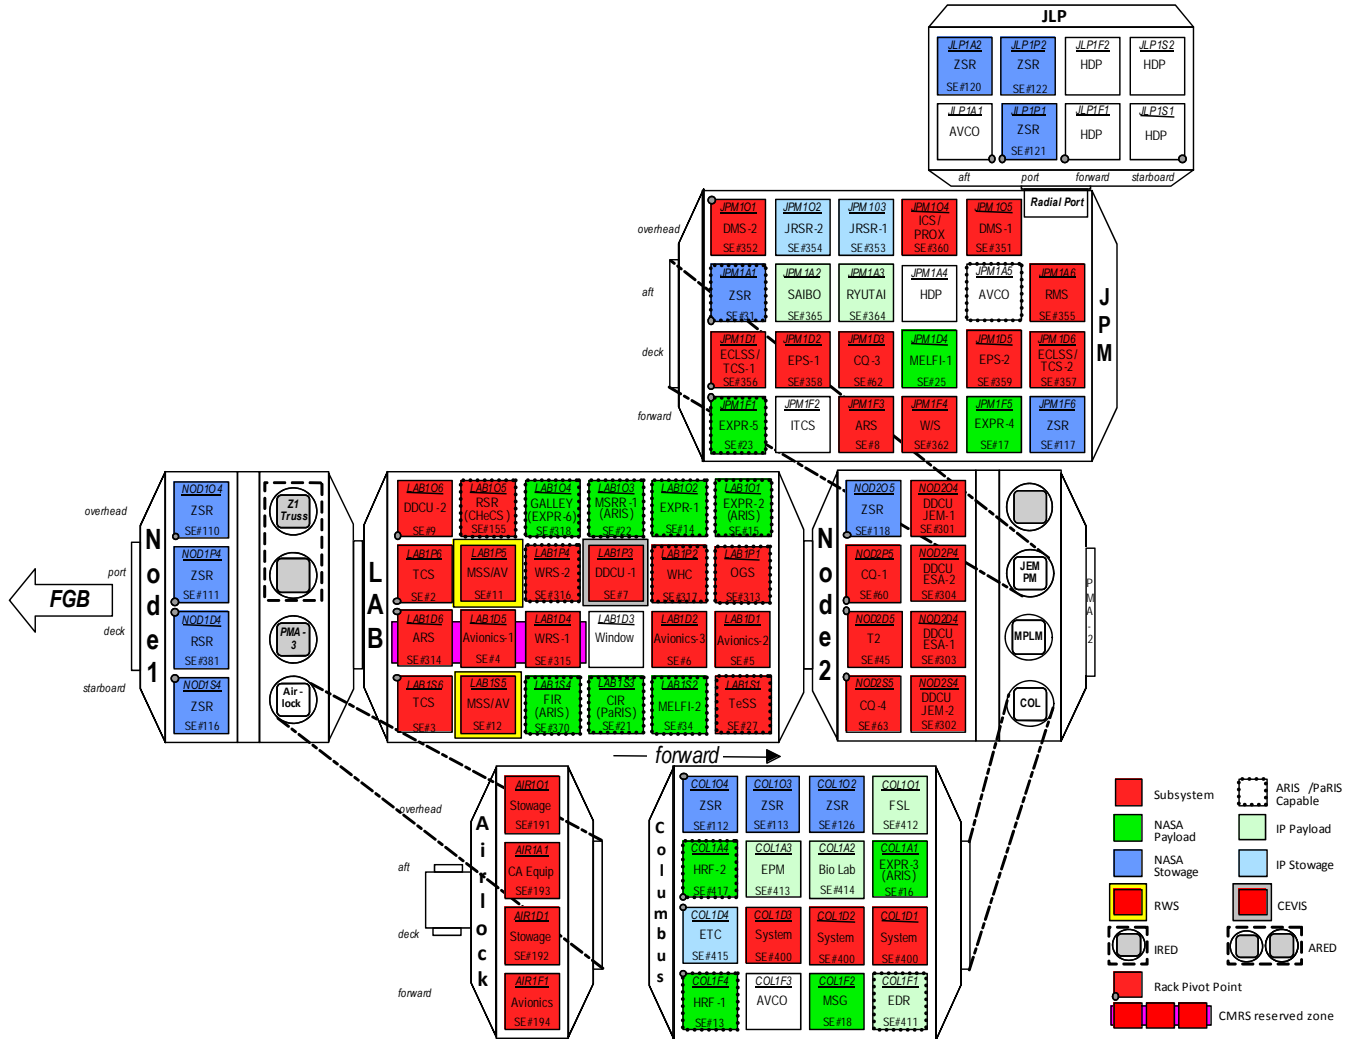 JLP
JLP1A2
ZSR
SE#120
JLP1P2
ZSR
SE#122
JLP1F2
HDP
JLP1S2
HDP
JLP1A1
AVCO
JLP1P1
ZSR
SE#121
JLP1F1
HDP
JLP1S1
HDP
aft
port
forward
starboard
Radial Port
JPM
overhead
JPM1O1
DMS-2
SE#352
JPM1O2
JRSR-2
SE#354
JPM103
JRSR-1
SE#353
JPM1O4
ICS/
PROX
SE#360
JPM1O5
DMS-1
SE#351
aft
JPM1A1
ZSR
SE#31
JPM1A2
SAIBO
SE#365
JPM1A3
RYUTAI
SE#364
JPM1A4
HDP
JPM1A5
AVCO
JPM1A6
RMS
SE#355
deck
JPM1D1
ECLSS/
TCS-1
SE#356
JPM1D2
EPS-1
SE#358
JPM1D3
CQ-3
SE#62
JPM1D4
MELFI-1
SE#25
JPM1D5
EPS-2
SE#359
JPM1D6
ECLSS/
TCS-2
SE#357
forward
JPM1F1
EXPR-5
SE#23
JPM1F2
ITCS
JPM1F3
ARS
SE#8
JPM1F4
W/S
SE#362
JPM1F5
EXPR-4
SE#17
JPM1F6
ZSR
SE#117
FGB
Node1
overhead
port
deck
starboard
NOD1O4
ZSR
SE#110
NOD1P4
ZSR
SE#111
NOD1D4
RSR
SE#381
NOD1S4
ZSR
SE#116
Z1
Truss
PMA-
3
Air-
lock
LAB
LAB1O6
DDCU-2
SE#9
LAB1O5
RSR
(CHeCS)
SE#155
LAB1O4
GALLEY
(EXPR-6)
SE#318
LAB1O3
MSRR-1
(ARIS)
SE#22
LAB1O2
EXPR-1
SE#14
LAB1O1
EXPR-2
(ARIS)
SE#15
LAB1P6
TCS
SE#2
LAB1P5
MSS/AV
SE#11
LAB1P4
WRS-2
SE#316
LAB1P3
DDCU-1
SE#7
LAB1P2
WHC
SE#317
LAB1P1
OGS
SE#313
LAB1D6
ARS
SE#314
LAB1D5
Avionics-1
SE#4
LAB1D4
WRS-1
SE#315
LAB1D3
Window
LAB1D2
Avionics-3
SE#6
LAB1D1
Avionics-2
SE#5
LAB1S6
TCS
SE#3
LAB1S5
MSS/AV
SE#12
LAB1S4
FIR
(ARIS)
SE#370
LAB1S3
CIR
(PaRIS)
SE#21
LAB1S2
MELFI-2
SE#34
LAB1S1
TeSS
SE#27
Node2
NOD2O5
ZSR
SE#118
NOD2O4
DDCU
JEM-1
SE#301
NOD2P5
CQ-1
SE#60
NOD2P4
DDCU
ESA-2
SE#304
NOD2D5
T2
SE#45
NOD2D4
DDCU
ESA-1
SE#303
NOD2S5
CQ-4
SE#63
NOD2S4
DDCU
JEM-2
SE#302
JEM
PM
MPLM
COL
PMA-2
forward
Airlock
overhead
aft
deck
forward
AIR1O1
Stowage
SE#191
AIR1A1
CA Equip
SE#193
AIR1D1
Stowage
SE#192
AIR1F1
Avionics
SE#194
Columbus
COL1O4
ZSR
SE#112
COL1O3
ZSR
SE#113
COL1O2
ZSR
SE#126
COL1O1
FSL
SE#412
COL1A4
HRF-2
SE#417
COL1A3
EPM
SE#413
COL1A2
Bio Lab
SE#414
COL1A1
EXPR-3
(ARIS)
SE#16
COL1D4
ETC
SE#415
COL1D3
System
SE#400
COL1D2
System
SE#400
COL1D1
System
SE#400
COL1F4
HRF-1
SE#13
COL1F3
AVCO
COL1F2
MSG
SE#18
COL1F1
EDR
SE#411
Subsystem
ARIS /PaRIS
Capable
NASA
Payload
IP Payload
NASA
Stowage
IP Stowage
RWS
CEVIS
IRED
ARED
Rack Pivot Point
CMRS reserved zone